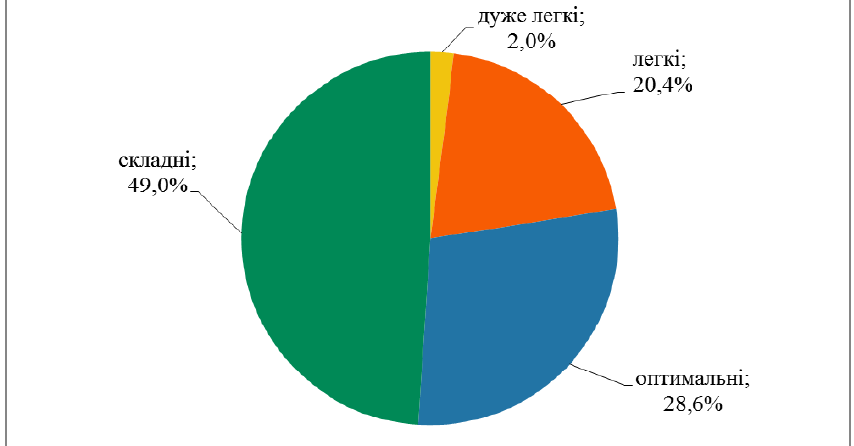 дуже легкі;
2,0%
легкі;
20,4%
складні;
49,0%
оптимальні;
28,6%